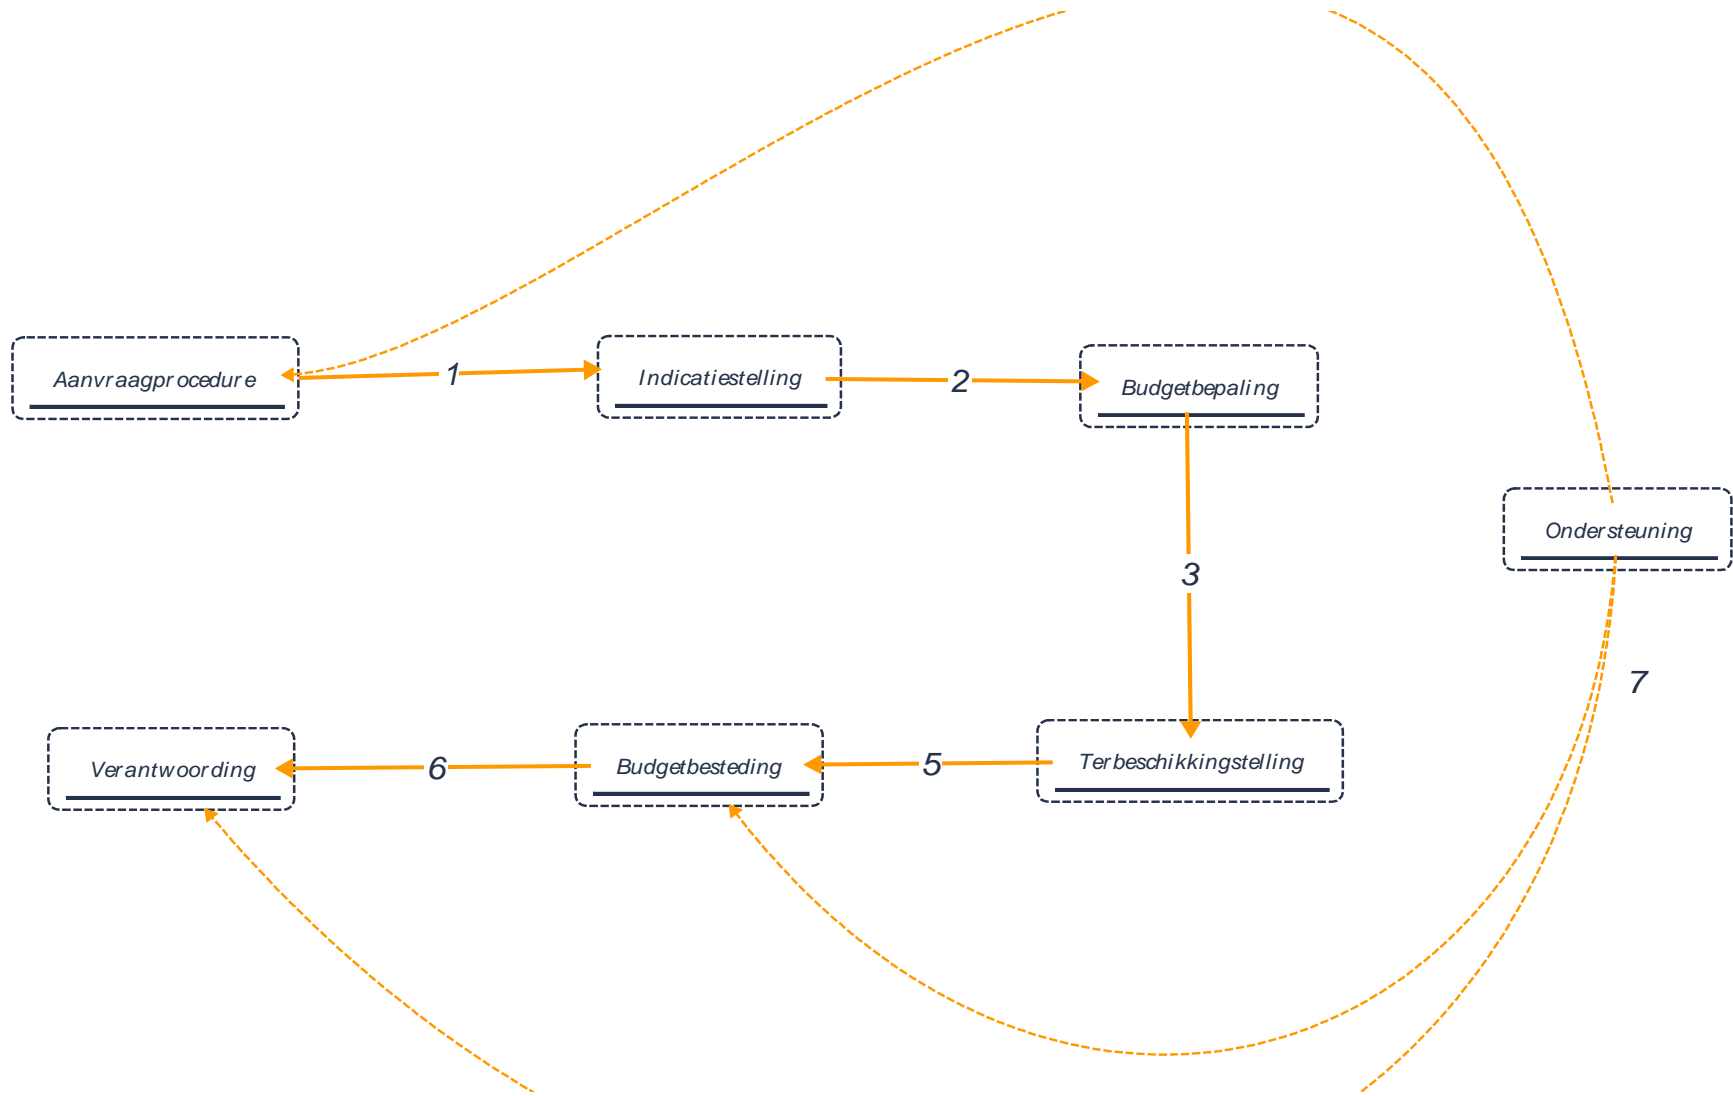 Aanvraagprocedure
1
Indicatiestelling
2
Budgetbepaling
3
Ondersteuning
7
Verantwoording
6
Budgetbesteding
5
Terbeschikkingstelling